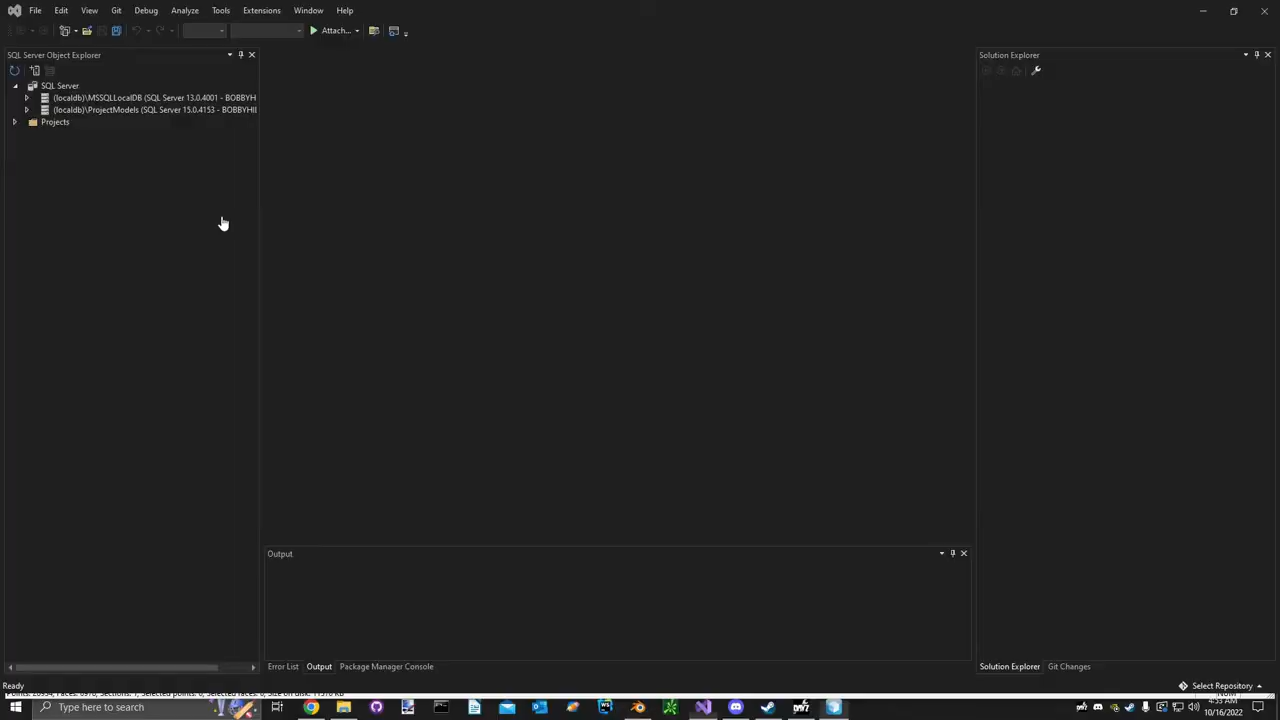 File Edit View Git Debug Analyze Tools Extensions Window Help
Attach...
SQL Server Object Explorer
SQL Server
(localdb)\MSSQLLocalDB (SQL Server 13.0.4001 - BOBBYH
(localdb)\ProjectModels (SQL Server 15.0.4153 - BOBBYHI
Projects
Solution Explorer
Output
Error List Output Package Manager Console
Solution Explorer Git Changes
Ready
Select Repository
Type here to search
4:53 AM
10/16/2022